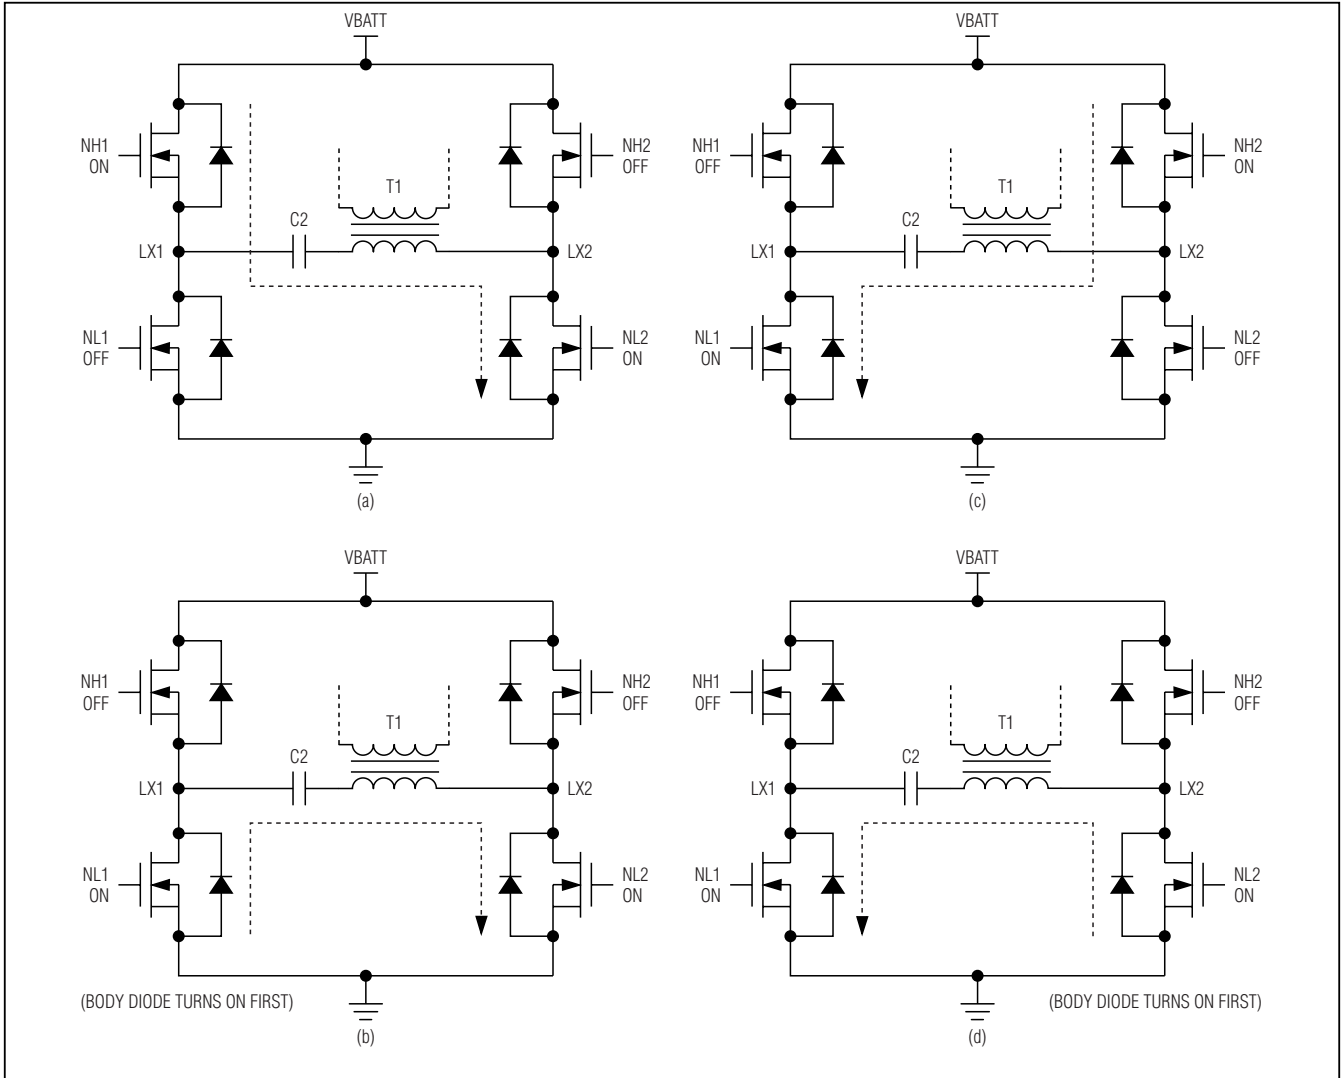 VBATT
NH1
ON
NH2
OFF
T1
C2
LX1
LX2
NL1
OFF
NL2
ON
(a)
VBATT
NH1
OFF
NH2
ON
T1
C2
LX1
LX2
NL1
ON
NL2
OFF
(c)
VBATT
NH1
OFF
NH2
OFF
T1
C2
LX1
LX2
NL1
ON
NL2
ON
(BODY DIODE TURNS ON FIRST)
(b)
VBATT
NH1
OFF
NH2
OFF
T1
C2
LX1
LX2
NL1
ON
NL2
ON
(BODY DIODE TURNS ON FIRST)
(d)